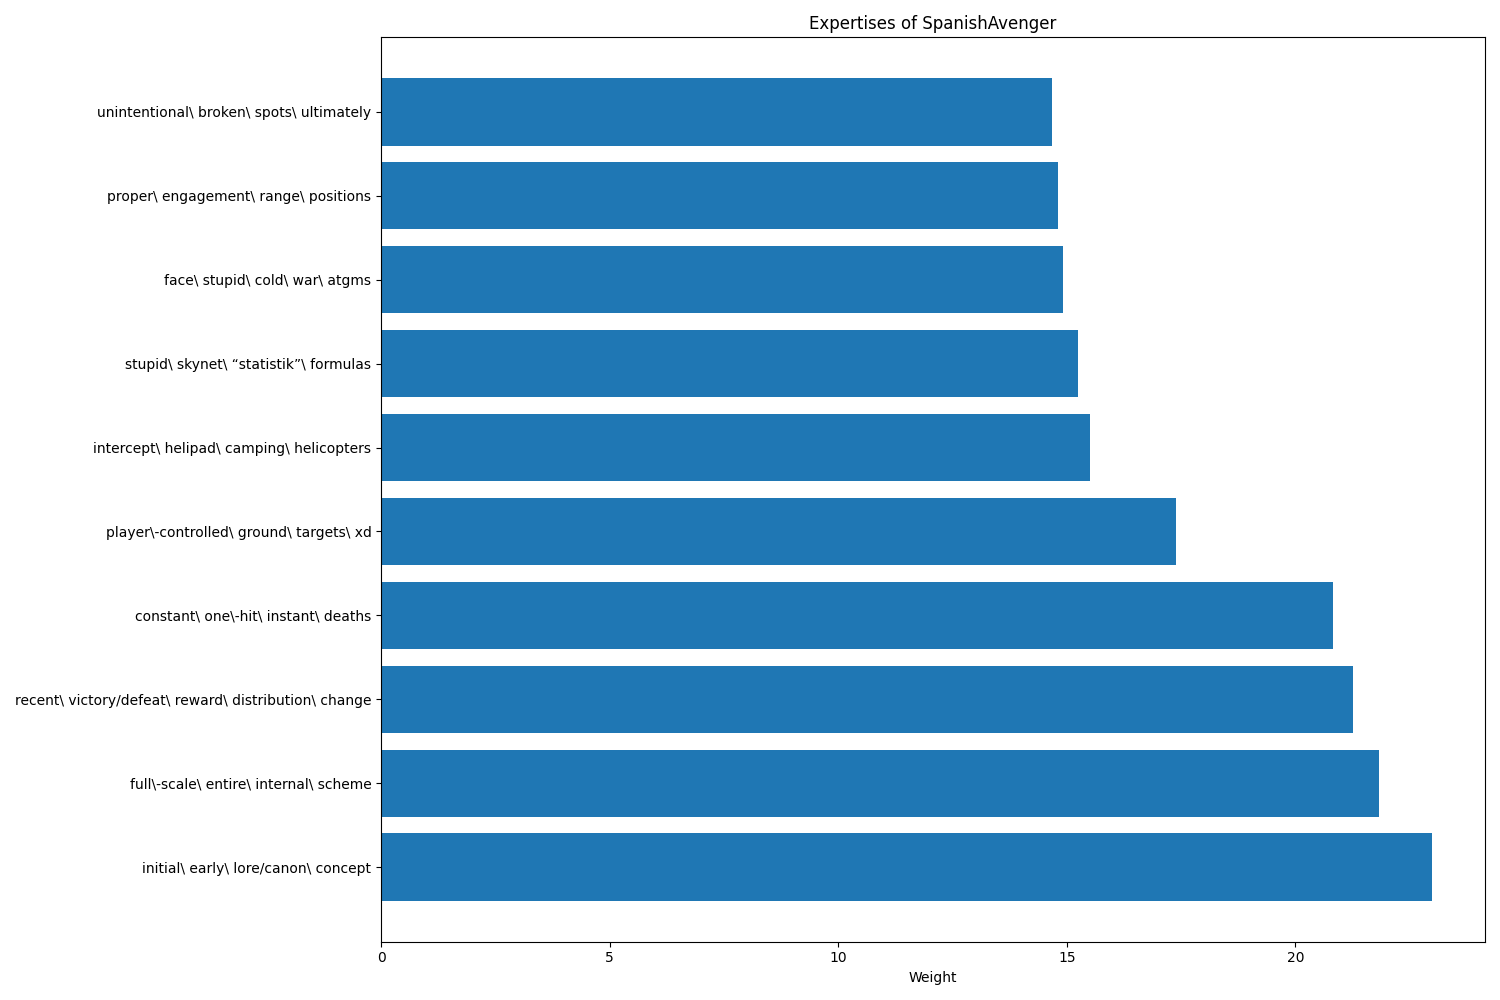 Expertises of SpanishAvenger
unintentional\ broken\ spots\ ultimately
proper\ engagement\ range\ positions
face\ stupid\ cold\ war\ atgms
stupid\ skynet\ “statistik”\ formulas
intercept\ helipad\ camping\ helicopters
player\-controlled\ ground\ targets\ xd
constant\ one\-hit\ instant\ deaths
recent\ victory/defeat\ reward\ distribution\ change
full\-scale\ entire\ internal\ scheme
initial\ early\ lore/canon\ concept
0 5 10 15 20
Weight